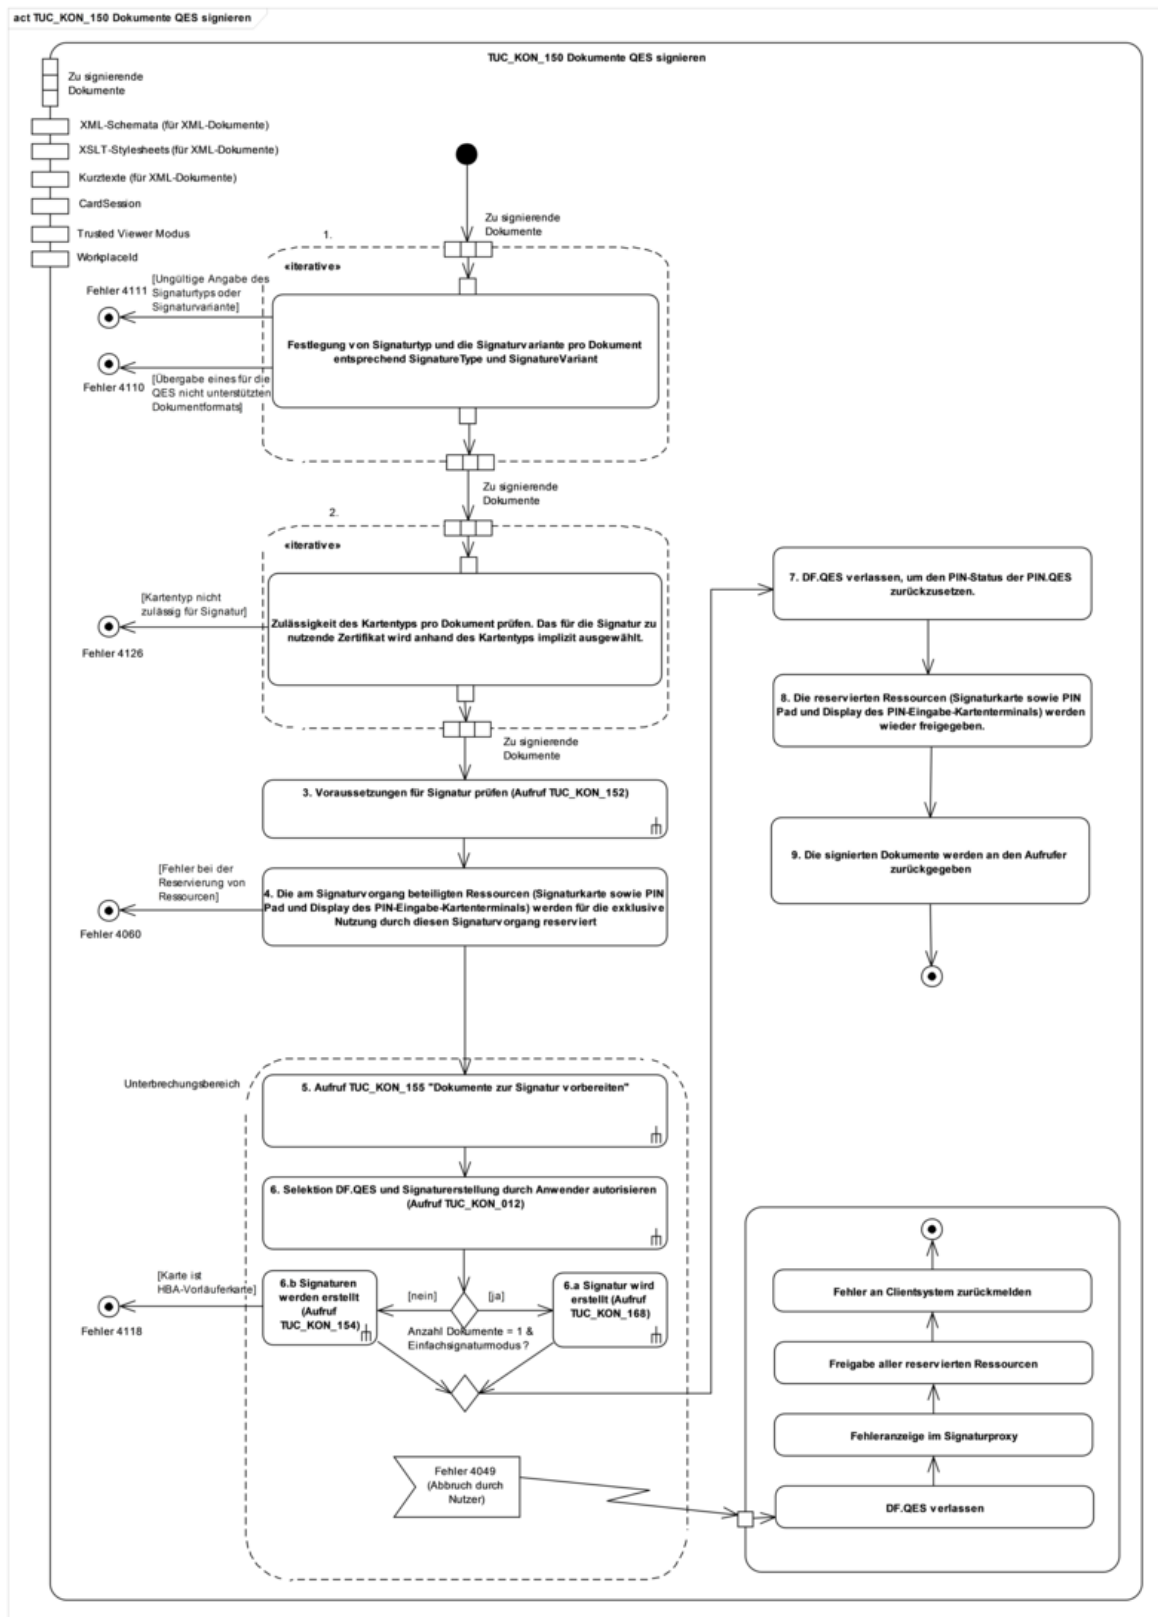 act TUC_KON_150 Dokumente QES signieren
TUC_KON_150 Dokumente QES signieren
Zu signierende
Dokumente
XML-Schemata (für XML-Dokumente)
XSLT-Stylesheets (für XML-Dokumente)
Kurztexte (für XML-Dokumente)
CardSession
Trusted Viewer Modus
WorkplaceId
Zu signierende
Dokumente
1.
«iterative»
[Ungültige Angabe des
Signaturtyps oder
Signaturvariante]
Fehler 4111
Festlegung von Signaturtyp und die Signaturvariante pro Dokument
entsprechend SignatureType und SignatureVariant
Fehler 4110
[Übergabe eines für die
QES nicht unterstützten
Dokumentformats]
Zu signierende
Dokumente
2.
«iterative»
[Kartentyp nicht
zulässig für Signatur]
Fehler 4126
Zulässigkeit des Kartentyps pro Dokument prüfen. Das für die Signatur zu
nutzende Zertifikat wird anhand des Kartentyps implizit ausgewählt.
Zu signierende
Dokumente
3. Voraussetzungen für Signatur prüfen (Aufruf TUC_KON_152)
[Fehler bei der
Reservierung von
Ressourcen]
Fehler 4060
4. Die am Signaturvorgang beteiligten Ressourcen (Signaturkarte sowie PIN
Pad und Display des PIN-Eingabe-Kartenterminals) werden für die exklusive
Nutzung durch diesen Signaturvorgang reserviert
Unterbrechungsbereich
5. Aufruf TUC_KON_155 "Dokumente zur Signatur vorbereiten"
6. Selektion DF.QES und Signaturerstellung durch Anwender autorisieren
(Aufruf TUC_KON_012)
[Karte ist
HBA-Vorläuferkarte]
Fehler 4118
6.b Signaturen
werden erstellt
(Aufruf
TUC_KON_154)
[nein]
[ja]
Anzahl Dokumente = 1 &
Einfachsignaturmodus ?
6.a Signatur wird
erstellt (Aufruf
TUC_KON_168)
Fehler 4049
(Abbruch durch
Nutzer)
7. DF.QES verlassen, um den PIN-Status der PIN.QES
zurückzusetzen.
8. Die reservierten Ressourcen (Signaturkarte sowie PIN
Pad und Display des PIN-Eingabe-Kartenterminals) werden
wieder freigegeben.
9. Die signierten Dokumente werden an den Aufrufer
zurückgegeben
Fehler an Clientsystem zurückmelden
Freigabe aller reservierten Ressourcen
Fehleranzeige im Signaturproxy
DF.QES verlassen